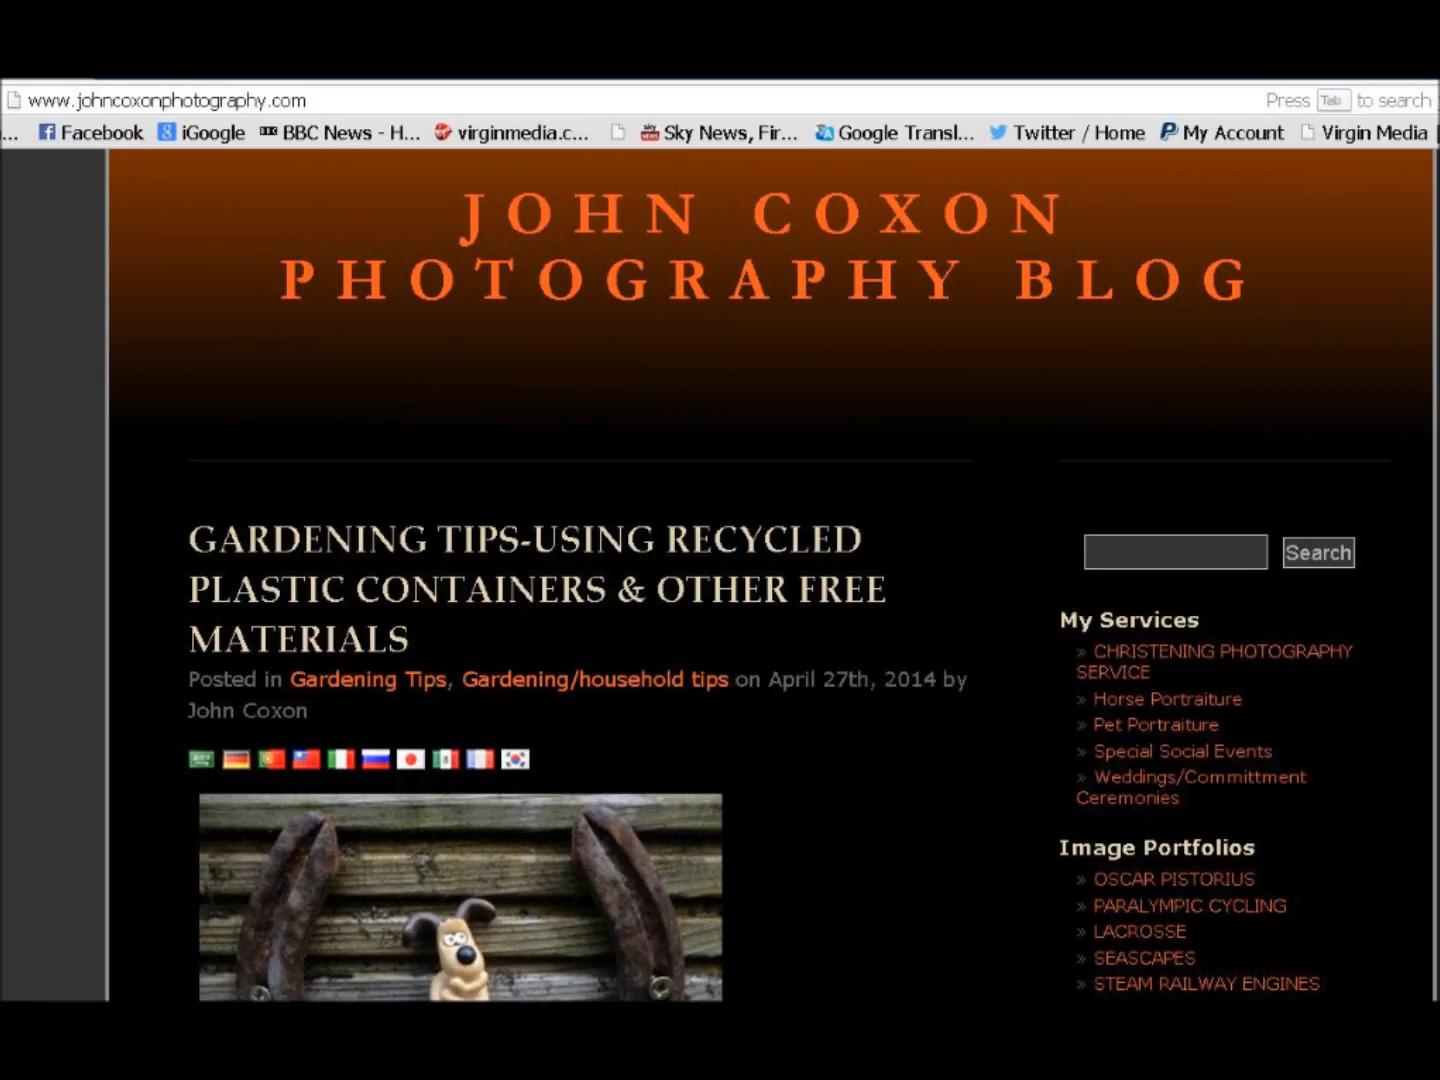 www.johncoxonphotography.com
Press Tab to search
... Facebook iGoogle BBC News - H... virginmedia.c... Sky News, Fir... Google Transl... Twitter / Home My Account Virgin Media
JOHN COXON
PHOTOGRAPHY BLOG
GARDENING TIPS-USING RECYCLED
PLASTIC CONTAINERS & OTHER FREE
MATERIALS
Posted in Gardening Tips, Gardening/household tips on April 27th, 2014 by
John Coxon
Search
My Services
» CHRISTENING PHOTOGRAPHY
SERVICE
» Horse Portraiture
» Pet Portraiture
» Special Social Events
» Weddings/Committment
Ceremonies
Image Portfolios
» OSCAR PISTORIUS
» PARALYMPIC CYCLING
» LACROSSE
» SEASCAPES
» STEAM RAILWAY ENGINES